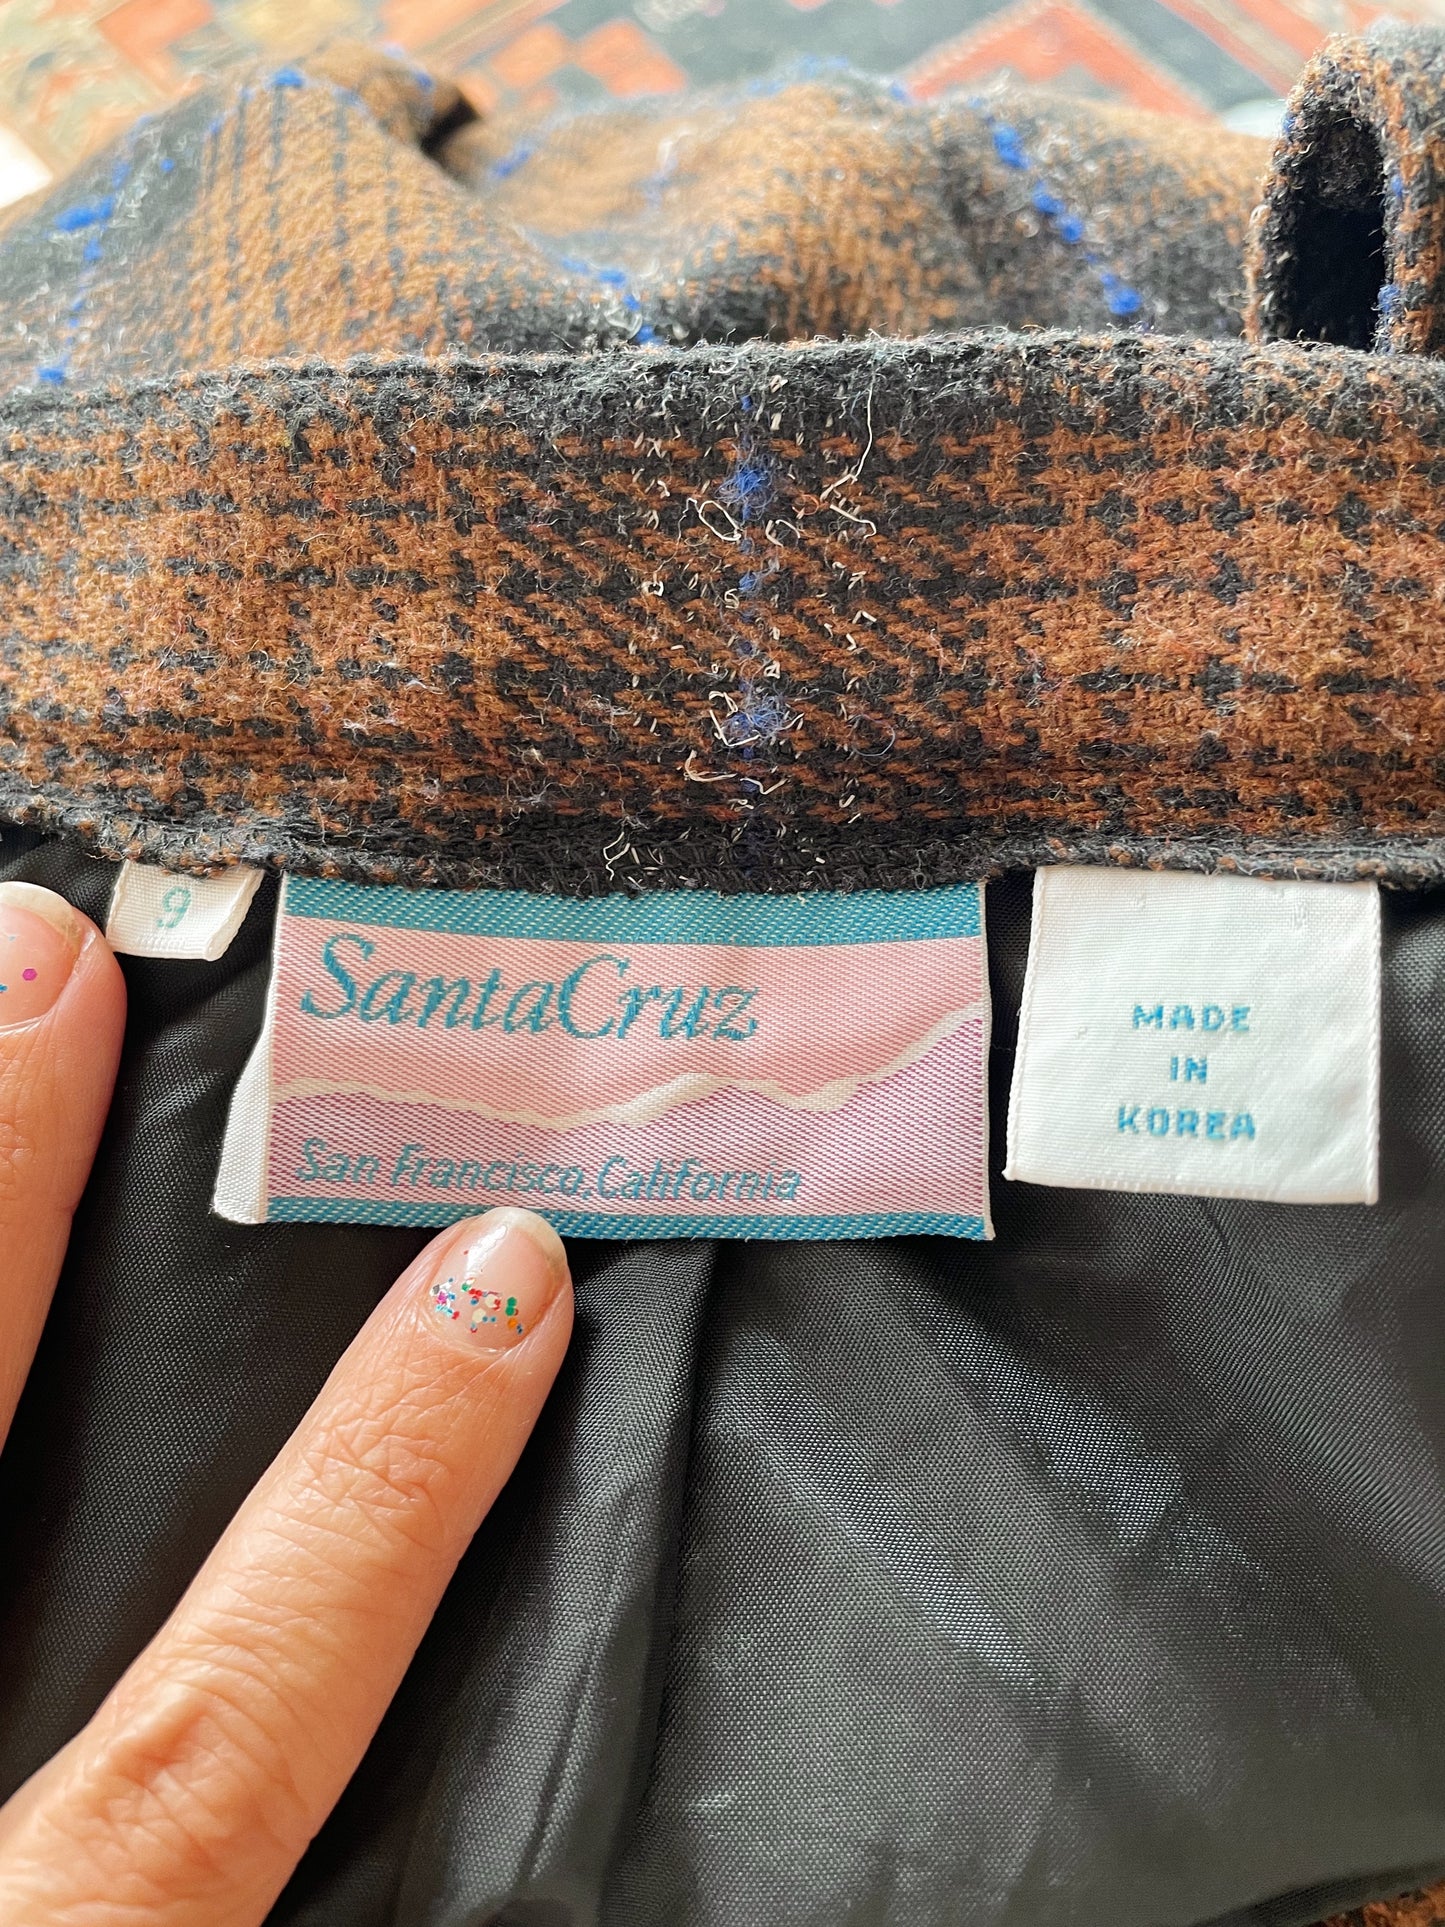 9
SantaCruz
San Francisco, California
MADE
IN
KOREA